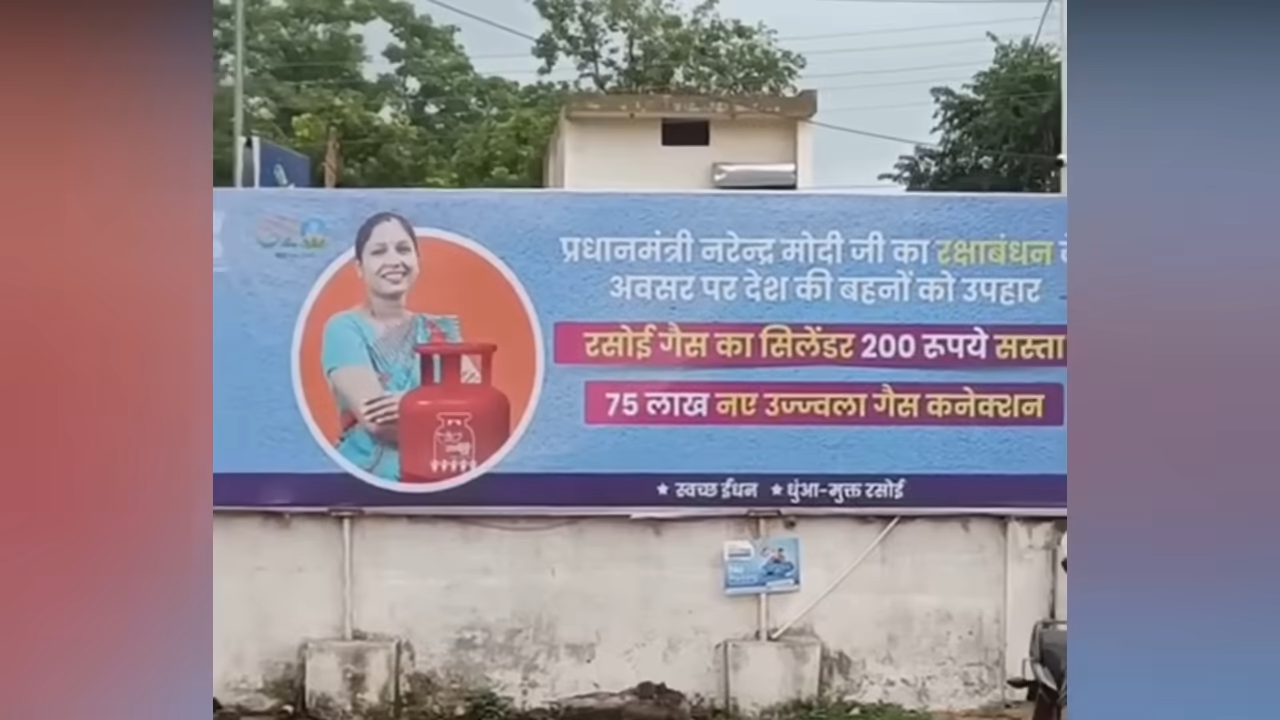 प्रधानमंत्री नरेन्द्र मोदी जी का रक्षाबंधन
अवसर पर देश की बहनों को उपहार
रसोई गैस का सिलेंडर 200 रूपये सस्ता
75 लाख नए उज्ज्वला गैस कनेक्शन
★ स्वच्छ ईंधन ★ धुंआ-मुक्त रसोई